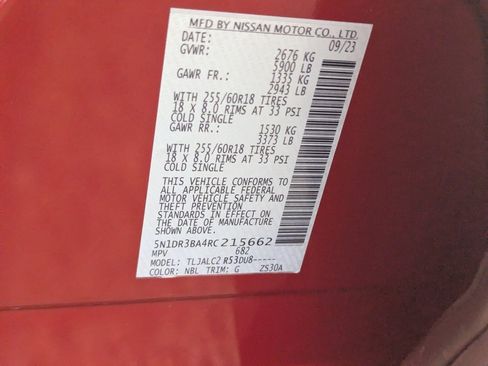 MFD BY NISSAN MOTOR CO., LTD.
DATE: 09/23
GVWR: 2676 KG
5900 LB
GAWR FR.: 1335 KG
2943 LB
WITH 255/60R18 TIRES
18 X 8.0 RIMS AT 33 PSI
COLD SINGLE
GAWR RR.: 1530 KG
3373 LB
WITH 255/60R18 TIRES
18 X 8.0 RIMS AT 33 PSI
COLD SINGLE
THIS VEHICLE CONFORMS TO
ALL APPLICABLE FEDERAL
MOTOR VEHICLE SAFETY AND
THEFT PREVENTION
STANDARDS IN EFFECT ON
THE DATE OF MANUFACTURE
SHOWN ABOVE.
5N1DR3BA4RC215662
MPV 682
MODEL: TLJALC2 R53DU8-----
COLOR: NBL TRIM: G ZS30A